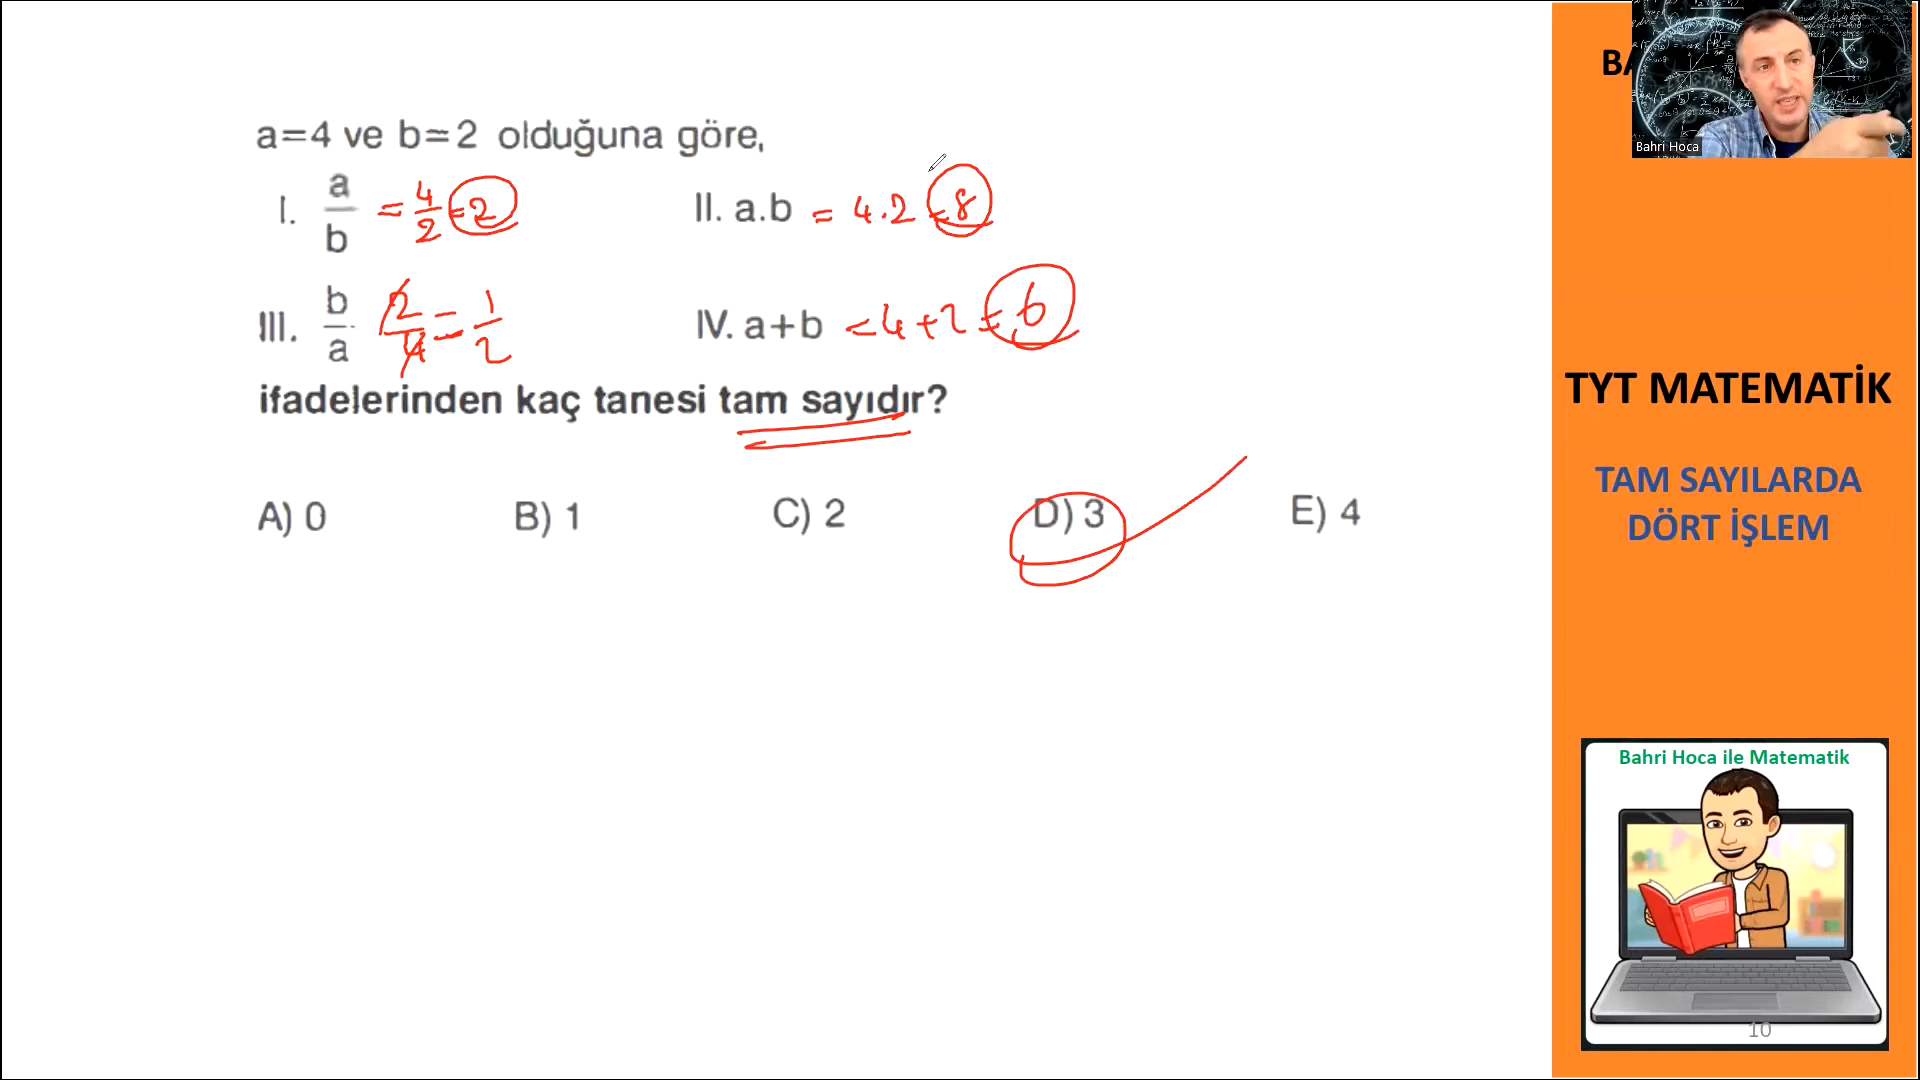 a=4 ve b=2 olduğuna göre,
I. a/b = 4/2 = 2
II. a.b = 4.2 = 8
III. b/a 2/4 = 1/2
IV. a+b = 4+2 = 6
ifadelerinden kaç tanesi tam sayıdır?
A) 0 B) 1 C) 2 D) 3 E) 4
Bahri Hoca
TYT MATEMATİK
TAM SAYILARDA
DÖRT İŞLEM
Bahri Hoca ile Matematik
10